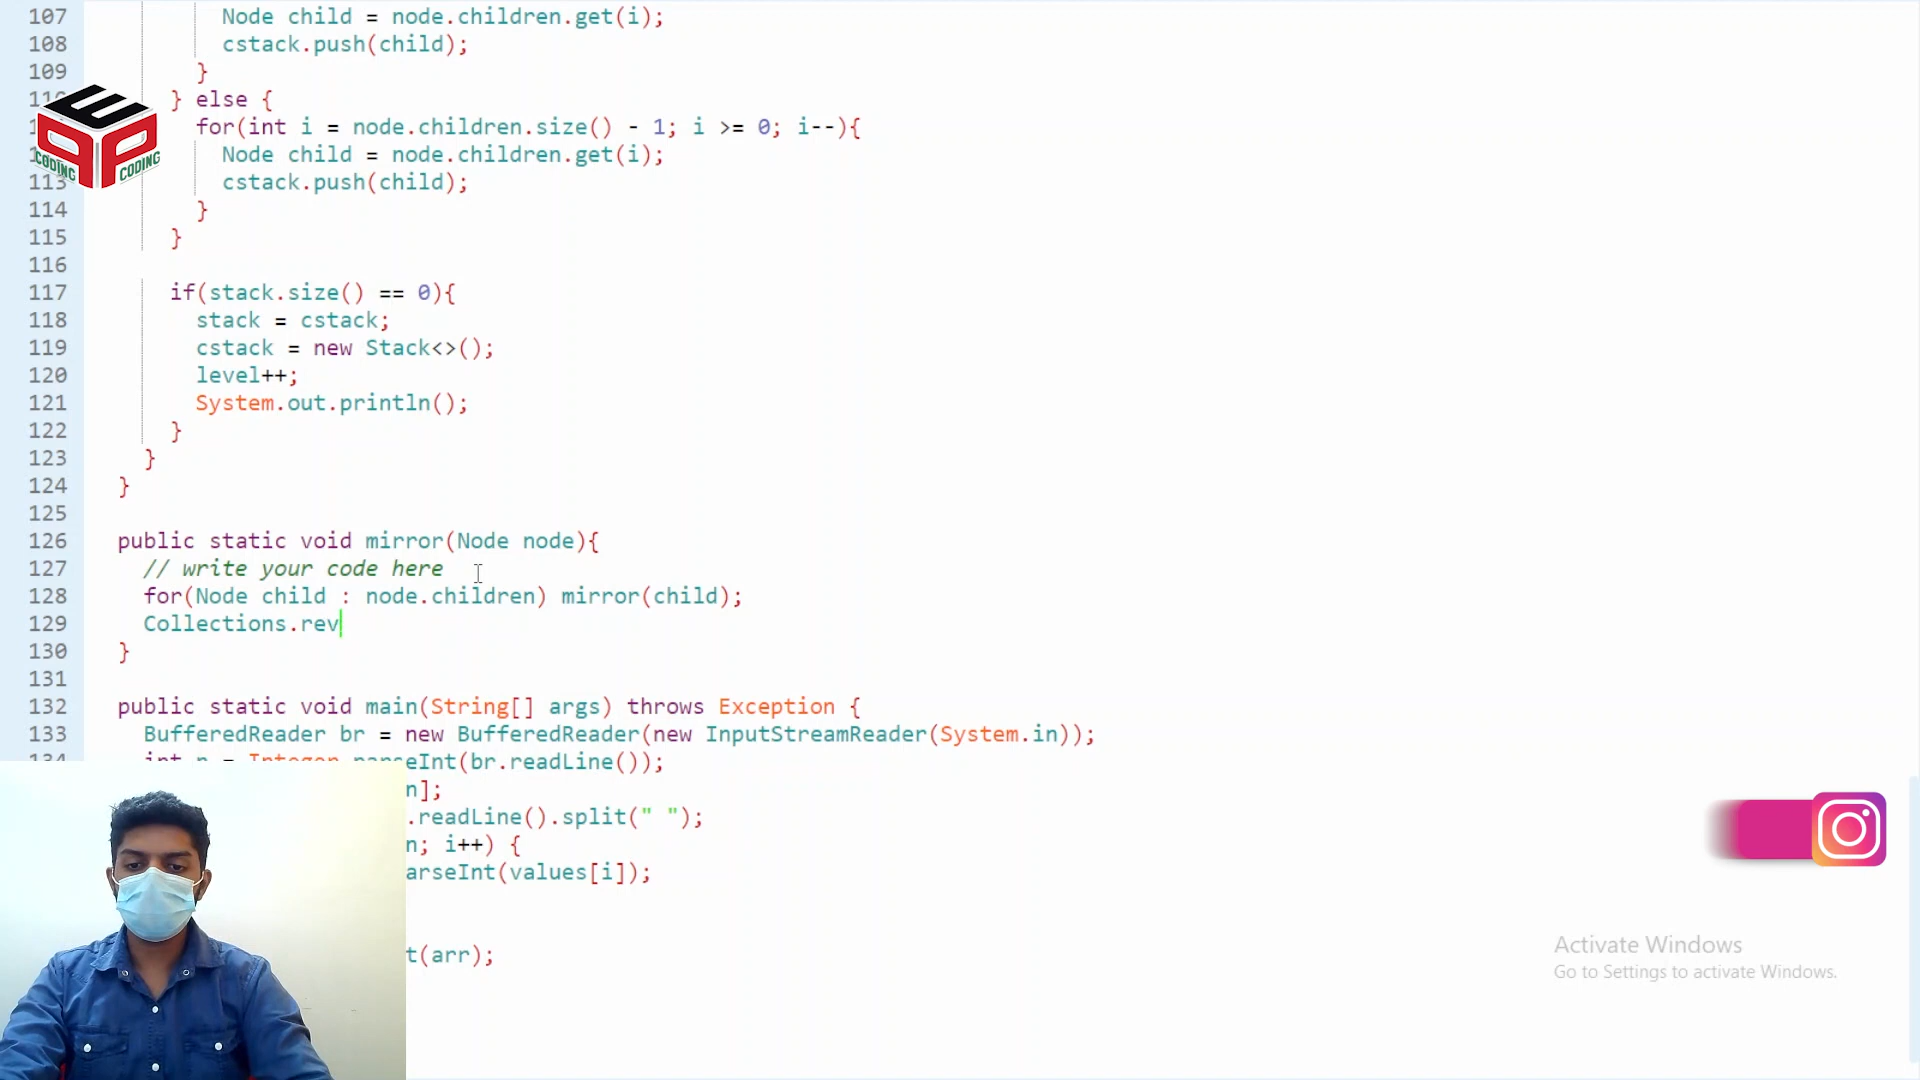 107 Node child = node.children.get(i);
108 cstack.push(child);
109 }
} else {
for(int i = node.children.size() - 1; i >= 0; i--){
Node child = node.children.get(i);
113 cstack.push(child);
114 }
115 }
116
117 if(stack.size() == 0){
118 stack = cstack;
119 cstack = new Stack<>();
120 level++;
121 System.out.println();
122 }
123 }
124 }
125
126 public static void mirror(Node node){
127 // write your code here
128 for(Node child : node.children) mirror(child);
129 Collections.rev
130 }
131
132 public static void main(String[] args) throws Exception {
133 BufferedReader br = new BufferedReader(new InputStreamReader(System.in));
134 int n = Integer.parseInt(br.readLine());
n];
.readLine().split(" ");
n; i++) {
arseInt(values[i]);
t(arr);
CODING CODING
Activate Windows
Go to Settings to activate Windows.